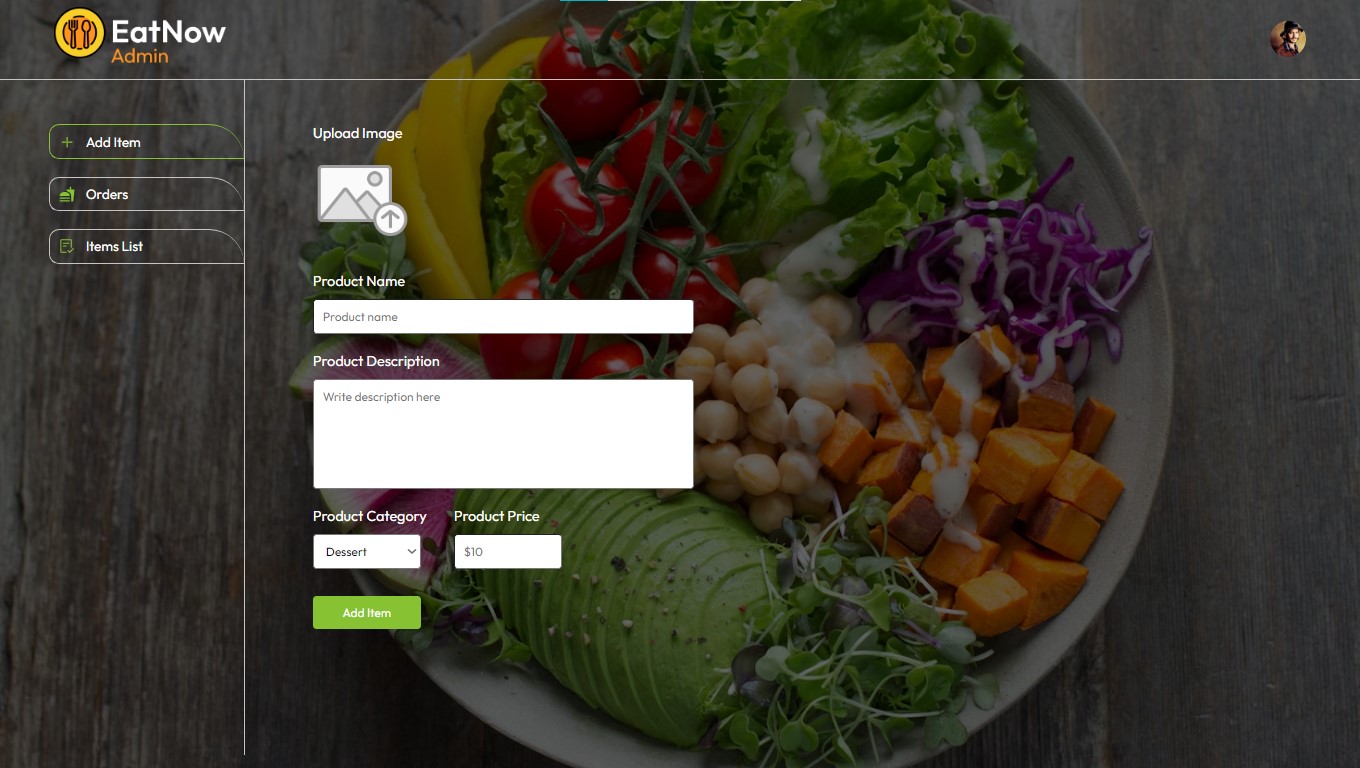 EatNow
Admin
Add Item
Orders
Items List
Upload Image
Product Name
Product name
Product Description
Write description here
Product Category Product Price
Dessert $10
Add Item